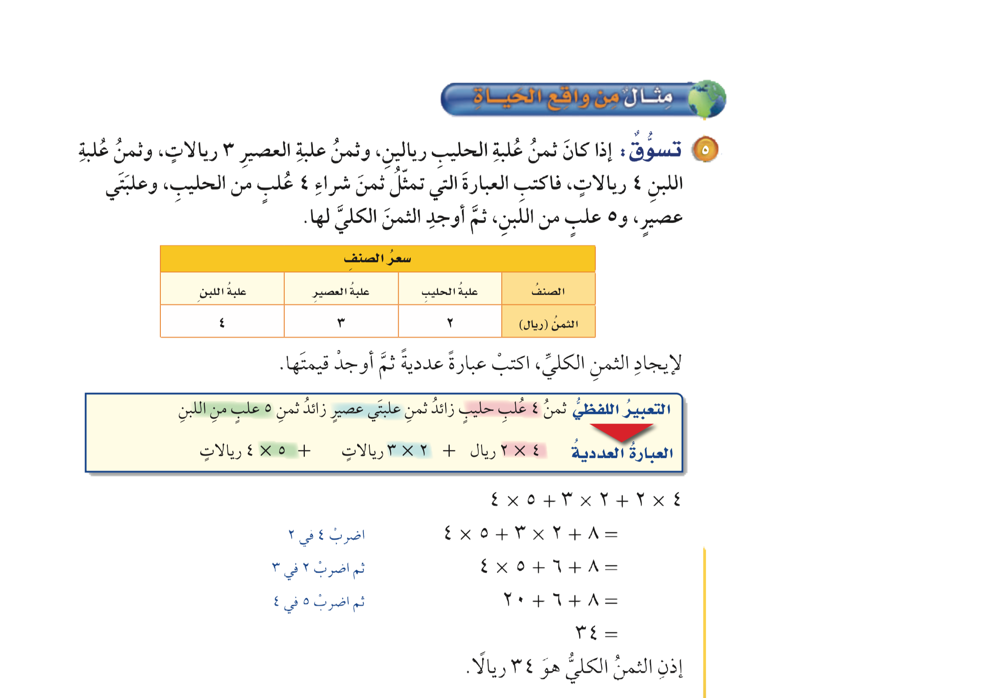 مِثَــالٌ مِن واقِع الحَيـاةِ
٥ تسوُّقٌ: إذا كانَ ثمنُ عُلبةِ الحليبِ ريالينِ، وثمنُ علبةِ العصيرِ ٣ ريالاتٍ، وثمنُ عُلبةِ
اللبنِ ٤ ريالاتٍ، فاكتبِ العبارةَ التي تمثّلُ ثمنَ شراءِ ٤ عُلبٍ من الحليبِ، وعلبَتَي
عصيرٍ، و٥ علبٍ من اللبنِ، ثمَّ أوجدِ الثمنَ الكليَّ لها.
سعرُ الصنفِ
الصنفُ علبةُ الحليبِ علبةُ العصيرِ علبةُ اللبنِ
الثمنُ (ريال) ٢ ٣ ٤
لإيجادِ الثمنِ الكليِّ، اكتبْ عبارةً عدديةً ثمَّ أوجدْ قيمتَها.
التعبيرُ اللفظيُّ ثمنُ ٤ عُلبِ حليبٍ زائدُ ثمنِ علبتَي عصيرٍ زائدُ ثمنِ ٥ علبٍ منِ اللبنِ
العبارةُ العدديةُ ٤ × ٢ ريال + ٢ × ٣ ريالاتٍ + ٥ × ٤ ريالاتٍ
٤ × ٢ + ٢ × ٣ + ٥ × ٤
= ٨ + ٢ × ٣ + ٥ × ٤ اضربْ ٤ في ٢
= ٨ + ٦ + ٥ × ٤ ثم اضربْ ٢ في ٣
= ٨ + ٦ + ٢٠ ثم اضربْ ٥ في ٤
= ٣٤
إذنِ الثمنُ الكليُّ هوَ ٣٤ ريالًا.